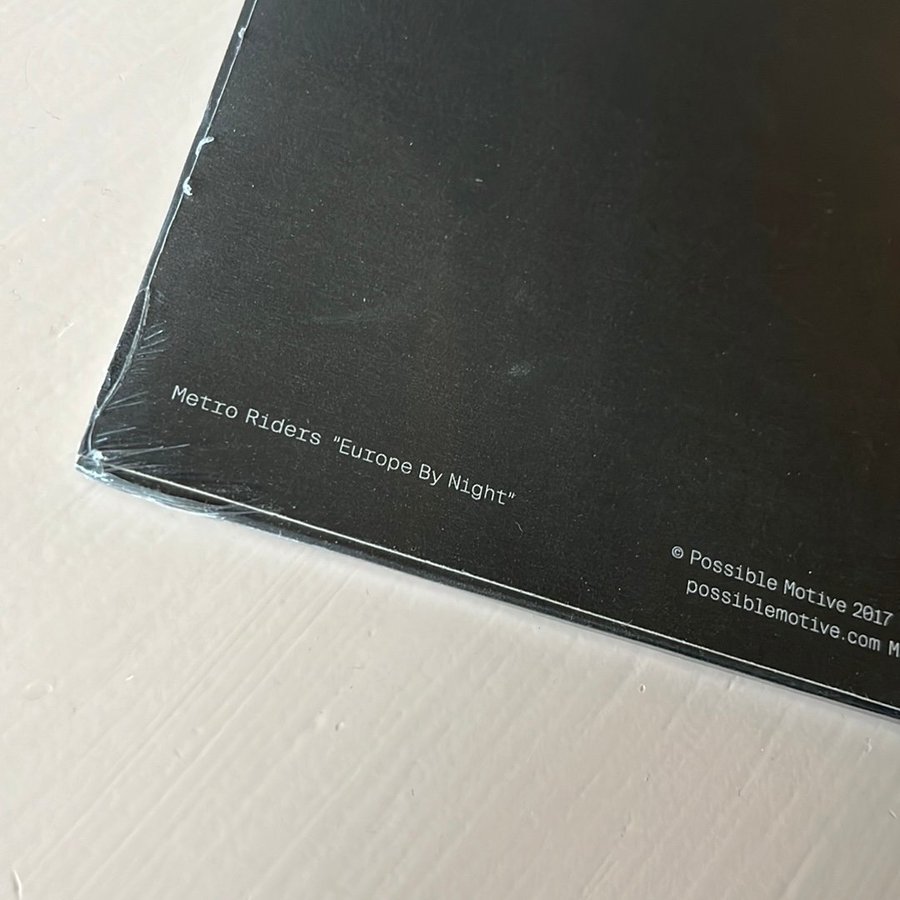 Metro Riders "Europe By Night"
© Possible Motive 2017
possiblemotive.com